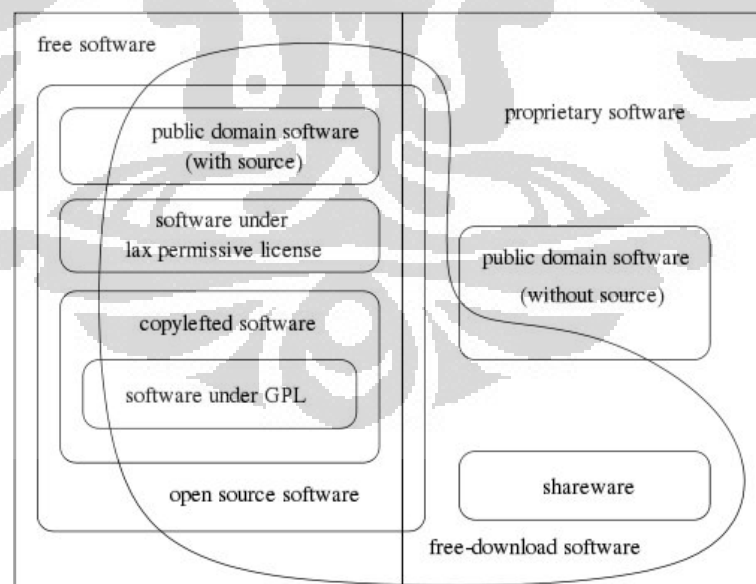 free software
public domain software
(with source)
software under
lax permissive license
copylefted software
software under GPL
open source software
proprietary software
public domain software
(without source)
shareware
free-download software